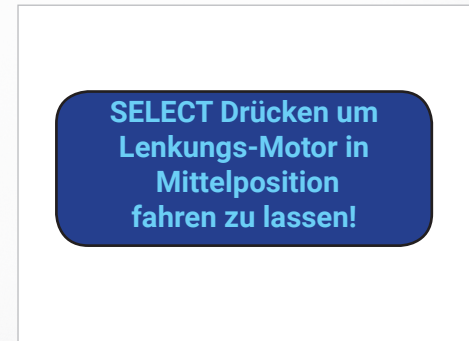 SELECT Drücken um
Lenkungs-Motor in
Mittelposition
fahren zu lassen!